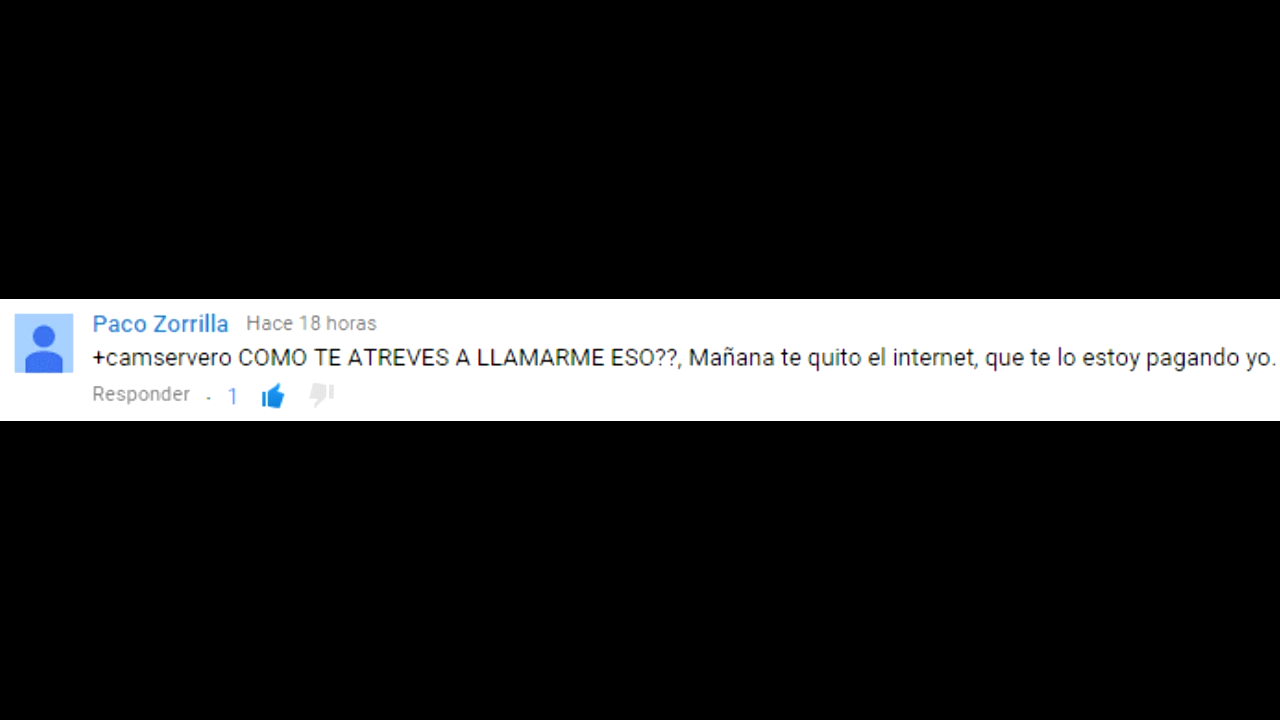 Paco Zorrilla Hace 18 horas
+camservero COMO TE ATREVES A LLAMARME ESO??, Mañana te quito el internet, que te lo estoy pagando yo.
Responder · 1